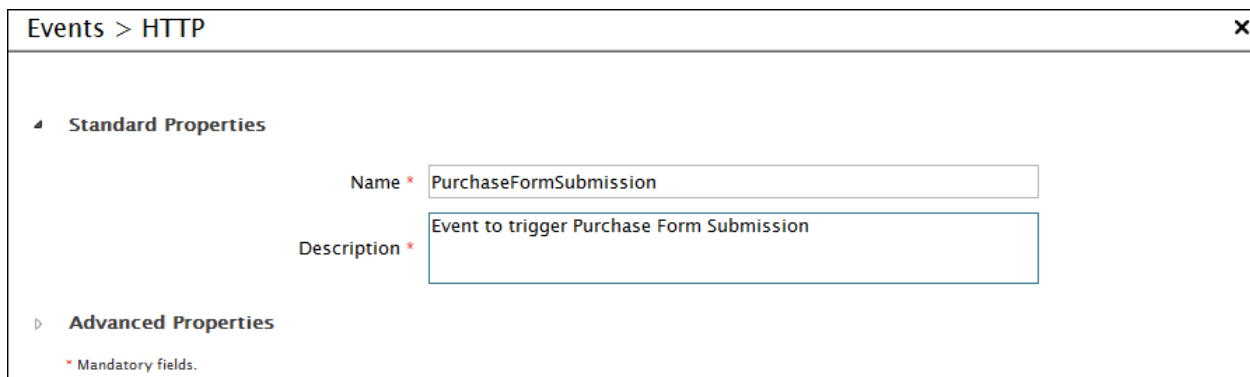 Events > HTTP
Standard Properties
Name * PurchaseFormSubmission
Description * Event to trigger Purchase Form Submission
Advanced Properties
* Mandatory fields.